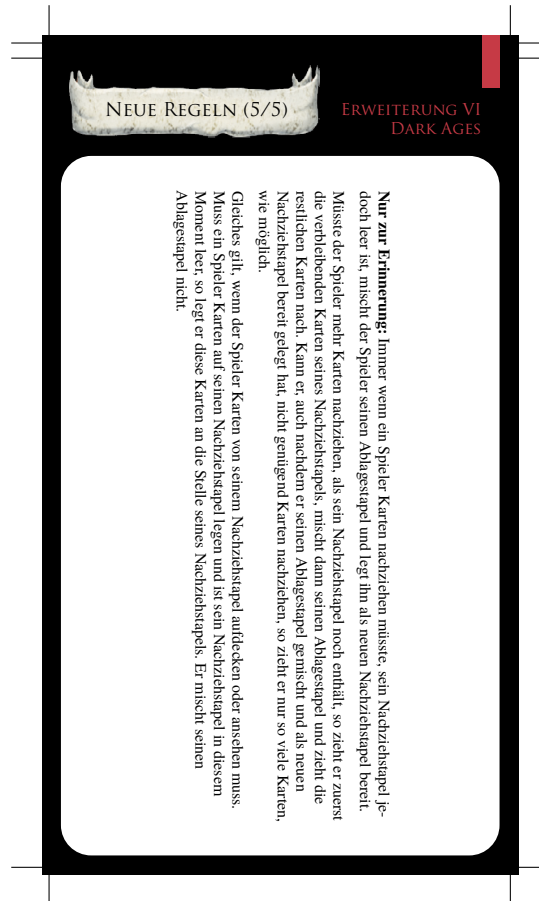 NEUE REGELN (5/5)
ERWEITERUNG VI
DARK AGES
Nur zur Erinnerung: Immer wenn ein Spieler Karten nachziehen müsste, sein Nachziehstapel je-
doch leer ist, mischt der Spieler seinen Ablagestapel und legt ihn als neuen Nachziehstapel bereit.
Müsste der Spieler mehr Karten nachziehen, als sein Nachziehstapel noch enthält, so zieht er zuerst
die verbleibenden Karten seines Nachziehstapels, mischt dann seinen Ablagestapel und zieht die
restlichen Karten nach. Kann er, auch nachdem er seinen Ablagestapel gemischt und als neuen
Nachziehstapel bereit gelegt hat, nicht genügend Karten nachziehen, so zieht er nur so viele Karten,
wie möglich.
Gleiches gilt, wenn der Spieler Karten von seinem Nachziehstapel aufdecken oder ansehen muss.
Muss ein Spieler Karten auf seinen Nachziehstapel legen und ist sein Nachziehstapel in diesem
Moment leer, so legt er diese Karten an die Stelle seines Nachziehstapels. Er mischt seinen
Ablagestapel nicht.